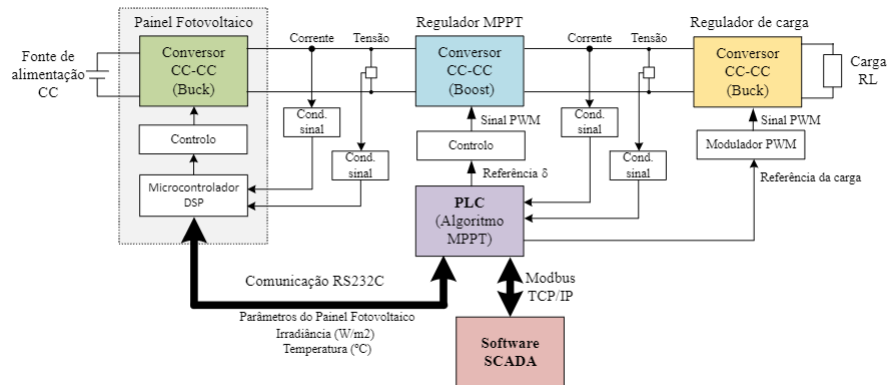 Painel Fotovoltaico
Regulador MPPT
Regulador de carga
Fonte de
alimentação
CC
Conversor
CC-CC
(Buck)
Corrente
Tensão
Conversor
CC-CC
(Boost)
Corrente
Tensão
Conversor
CC-CC
(Buck)
Carga
RL
Cond.
sinal
Sinal PWM
Cond.
sinal
Sinal PWM
Controlo
Controlo
Modulador PWM
Cond.
sinal
Cond.
sinal
Referência δ
Referência da carga
Microcontrolador
DSP
PLC
(Algoritmo
MPPT)
Comunicação RS232C
Modbus
TCP/IP
Parâmetros do Painel Fotovoltaico
Irradiância (W/m2)
Temperatura (ºC)
Software
SCADA